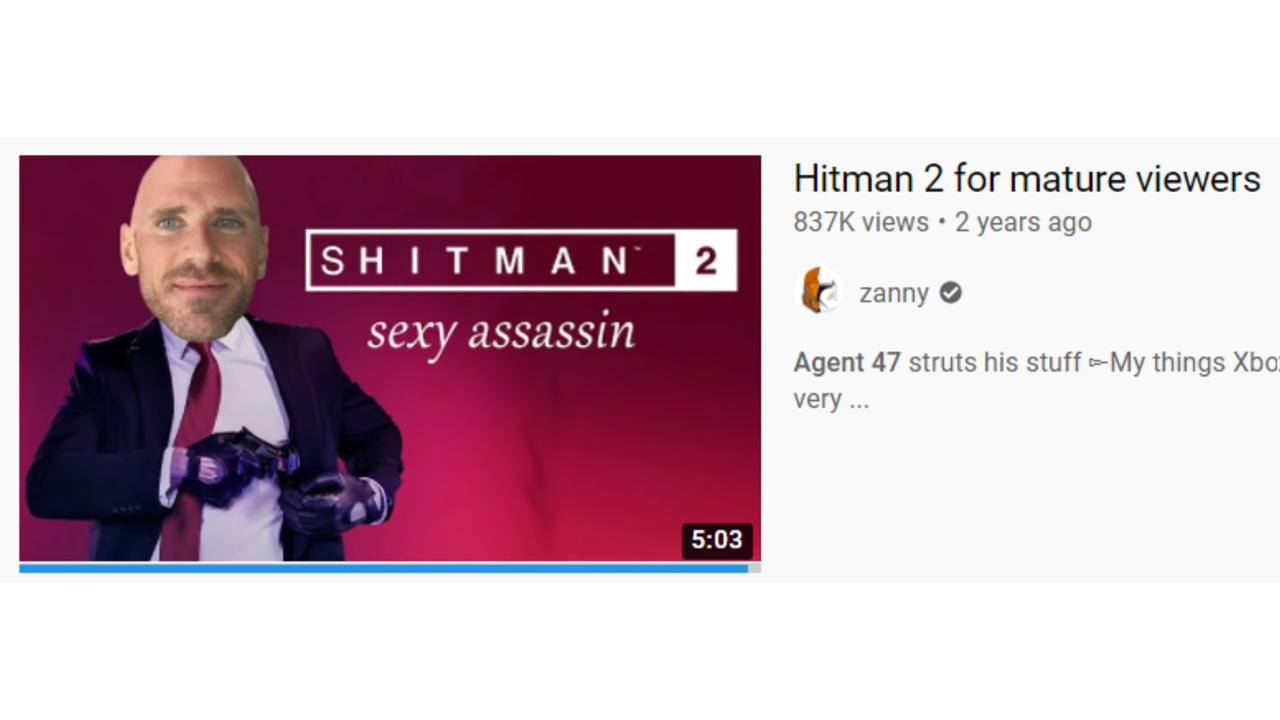 SHITMAN™ 2
sexy assassin
5:03
Hitman 2 for mature viewers
837K views • 2 years ago
zanny
Agent 47 struts his stuff ⊳-My things Xbo
very ...